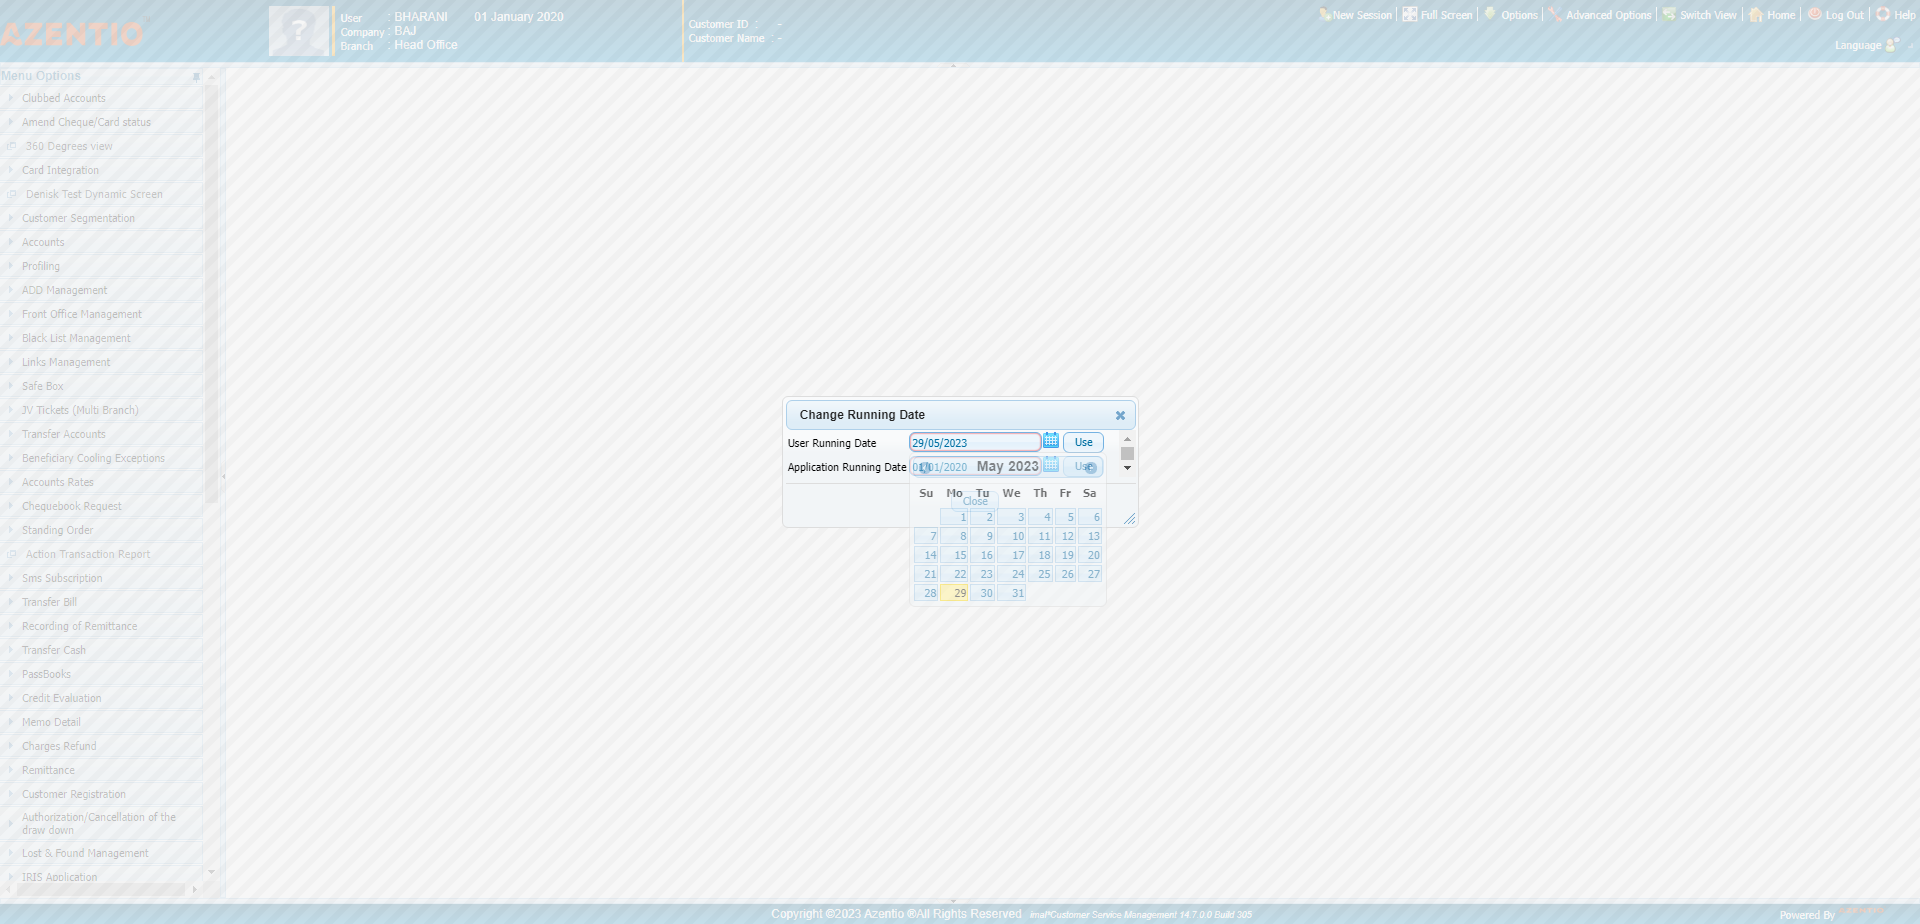 AZENTIO
User : BHARANI 01 January 2020
Company : BAJ
Branch : Head Office
Customer ID : -
Customer Name : -
New Session Full Screen Options Advanced Options Switch View Home Log Out Help
Language
Menu Options
Clubbed Accounts
Amend Cheque/Card status
360 Degrees view
Card Integration
Denisk Test Dynamic Screen
Customer Segmentation
Accounts
Profiling
ADD Management
Front Office Management
Black List Management
Links Management
Safe Box
JV Tickets (Multi Branch)
Transfer Accounts
Beneficiary Cooling Exceptions
Accounts Rates
Chequebook Request
Standing Order
Action Transaction Report
Sms Subscription
Transfer Bill
Recording of Remittance
Transfer Cash
PassBooks
Credit Evaluation
Memo Detail
Charges Refund
Remittance
Customer Registration
Authorization/Cancellation of the
draw down
Lost & Found Management
IRIS Application
Change Running Date
User Running Date 29/05/2023 Use
Application Running Date 01/01/2020 Use
May 2023
Close
Su Mo Tu We Th Fr Sa
1 2 3 4 5 6
7 8 9 10 11 12 13
14 15 16 17 18 19 20
21 22 23 24 25 26 27
28 29 30 31
Copyright ©2023 Azentio ®All Rights Reserved imal*Customer Service Management 14.7.0.0 Build 305
Powered By